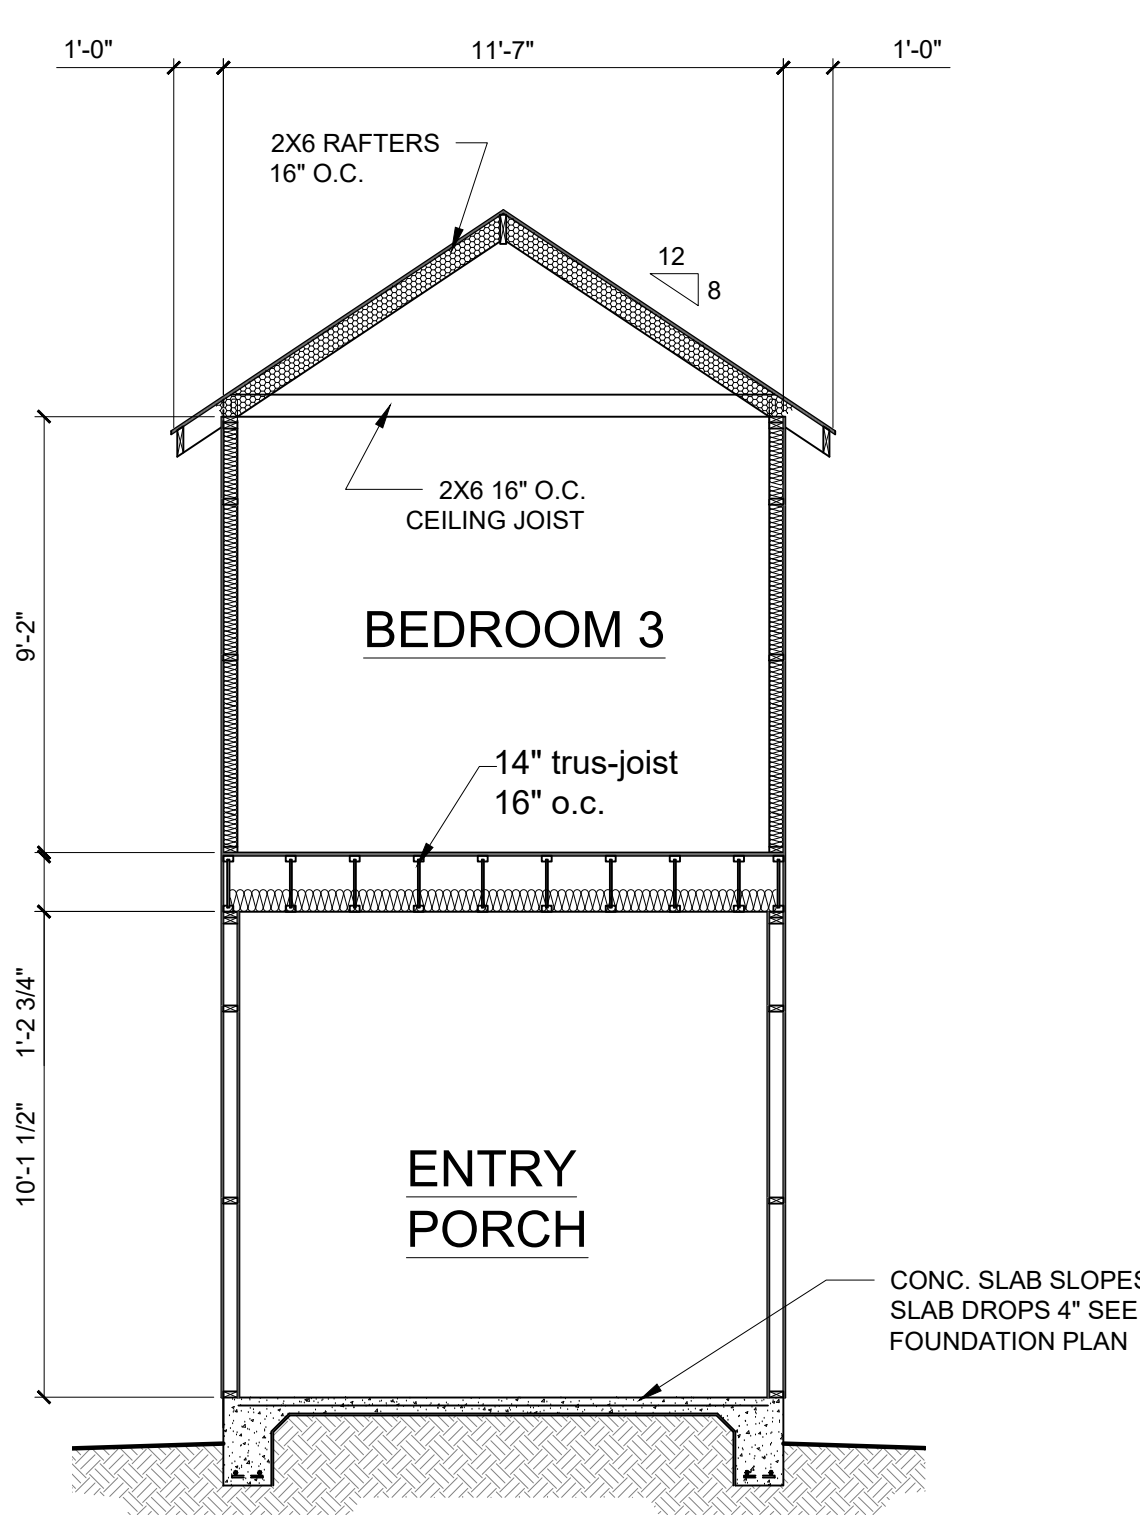 1'-0"
11'-7"
1'-0"
2X6 RAFTERS
16" O.C.
12
8
2X6 16" O.C.
CEILING JOIST
9'-2"
BEDROOM 3
14" trus-joist
16" o.c.
1'-2 3/4"
10'-1 1/2"
ENTRY
PORCH
CONC. SLAB SLOPES
SLAB DROPS 4" SEE
FOUNDATION PLAN